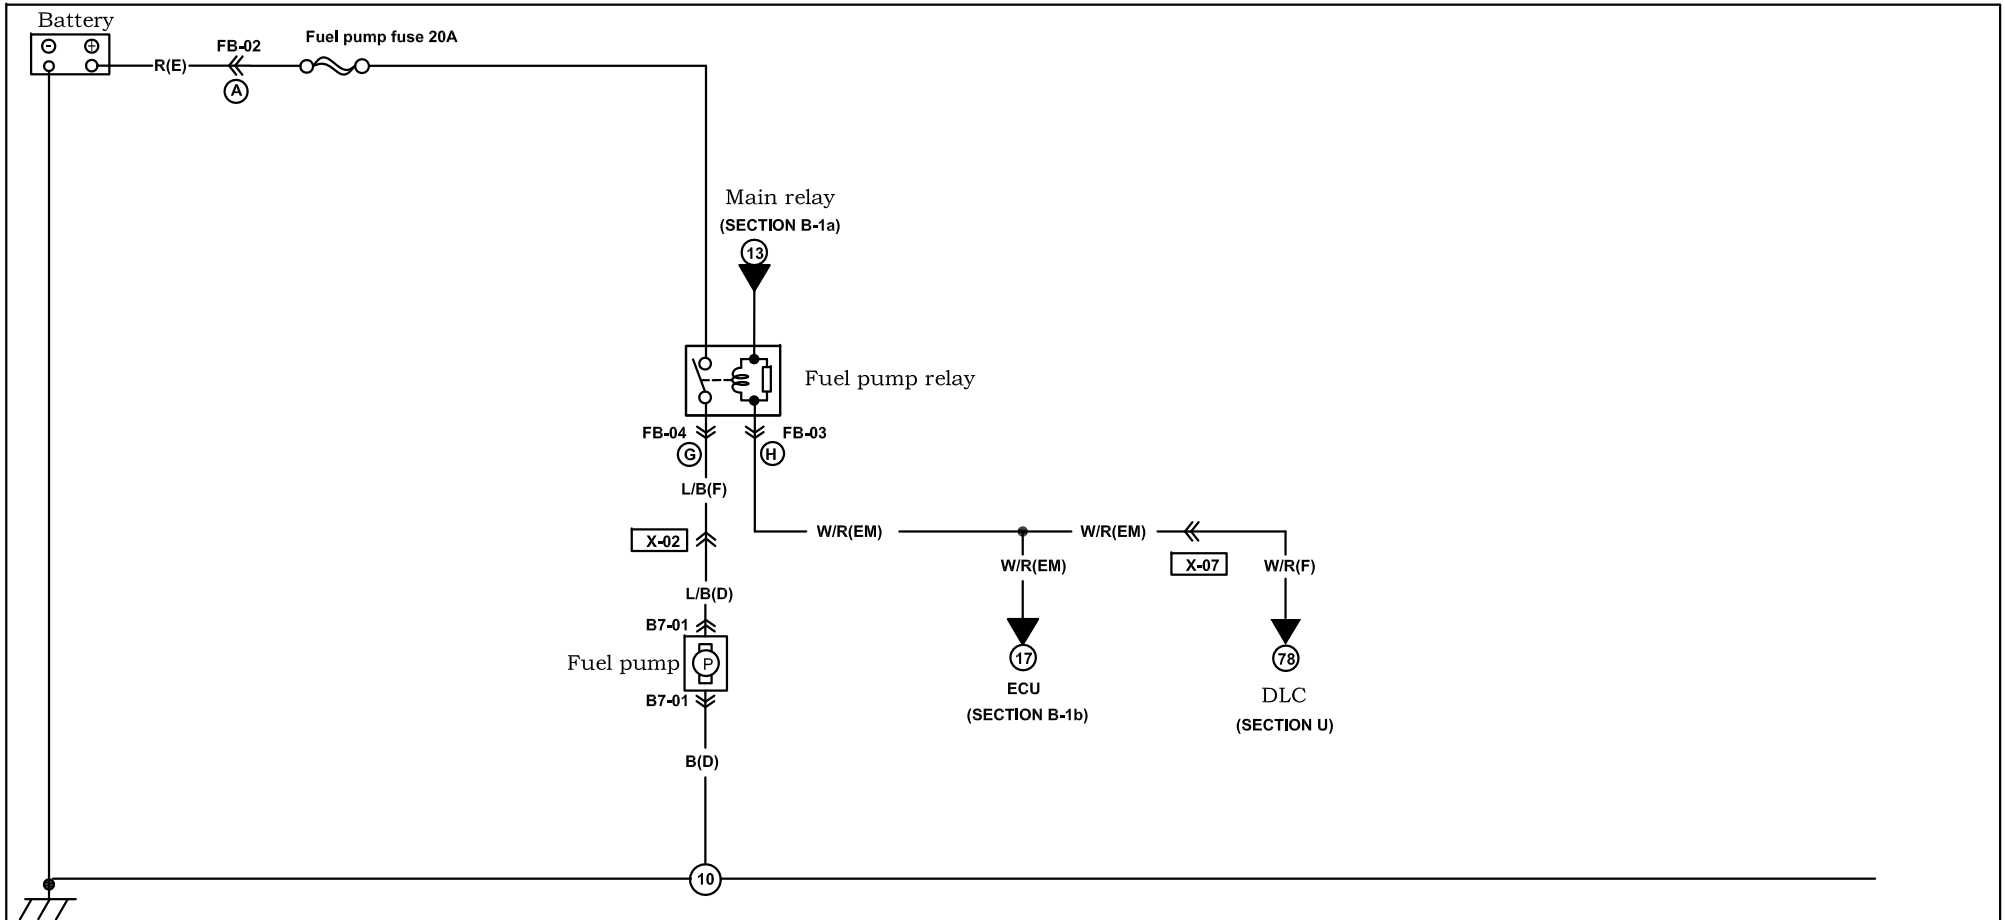 Battery
FB-02
Fuel pump fuse 20A
R(E)
A
Main relay
(SECTION B-1a)
13
Fuel pump relay
FB-04
FB-03
G
H
L/B(F)
X-02
W/R(EM)
W/R(EM)
W/R(EM)
X-07
W/R(F)
L/B(D)
B7-01
Fuel pump
P
B7-01
17
78
ECU
DLC
(SECTION B-1b)
(SECTION U)
B(D)
10